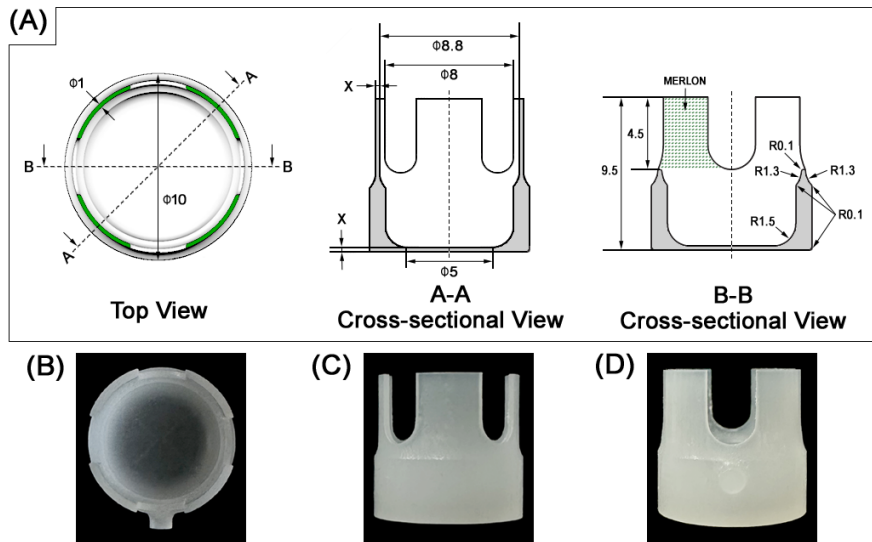 (A)
Φ1
A
B
B
Φ10
A
Top View
Φ8.8
Φ8
X
X
Φ5
A-A
Cross-sectional View
MERLON
4.5
9.5
R0.1
R1.3
R1.3
R0.1
R1.5
B-B
Cross-sectional View
(B)
(C)
(D)